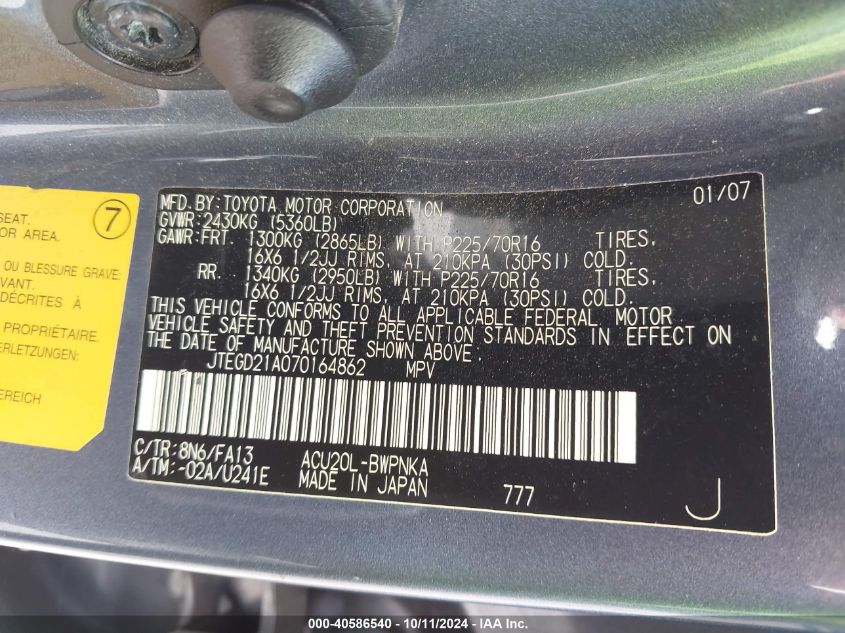 7
SEAT.
OR AREA.
OU BLESSURE GRAVE:
VANT.
DÉCRITES À
PROPRIÉTAIRE.
ERLETZUNGEN:
EREICH
MFD. BY: TOYOTA MOTOR CORPORATION 01/07
GVWR: 2430KG (5360LB)
GAWR: FRT. 1300KG (2865LB) WITH P225/70R16 TIRES,
16X6 1/2JJ RIMS, AT 210KPA (30PSI) COLD.
RR. 1340KG (2950LB) WITH P225/70R16 TIRES,
16X6 1/2JJ RIMS, AT 210KPA (30PSI) COLD.
THIS VEHICLE CONFORMS TO ALL APPLICABLE FEDERAL MOTOR
VEHICLE SAFETY AND THEFT PREVENTION STANDARDS IN EFFECT ON
THE DATE OF MANUFACTURE SHOWN ABOVE.
JTEGD21A070164862 MPV
C/TR: 8N6/FA13 ACU20L-BWPNKA
A/TM: -02A/U241E MADE IN JAPAN 777 J
000-40586540 - 10/11/2024 - IAA Inc.